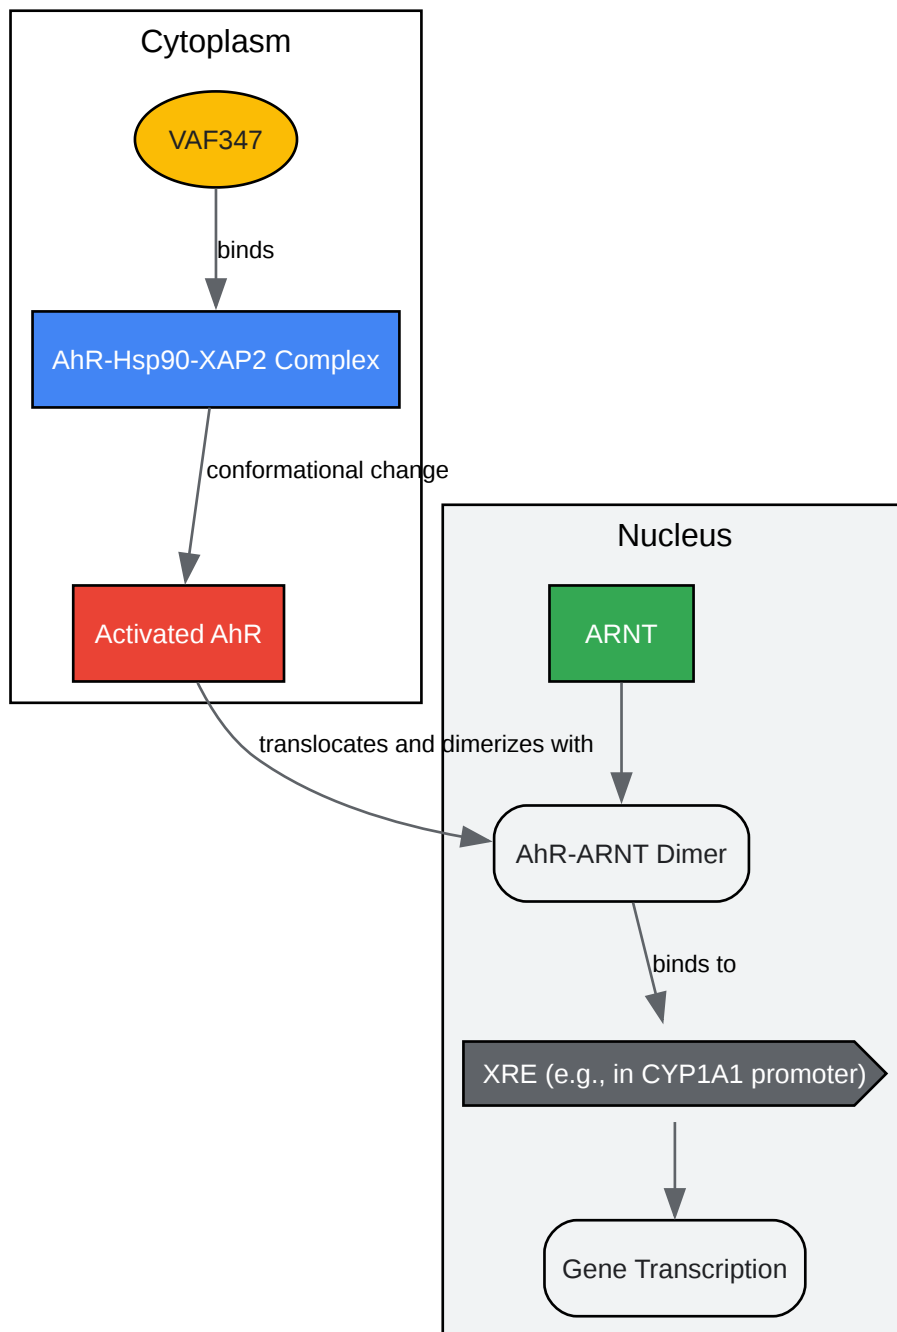 Cytoplasm
VAF347
binds
AhR-Hsp90-XAP2 Complex
conformational change
Nucleus
Activated AhR
ARNT
translocates and dimerizes with
AhR-ARNT Dimer
binds to
XRE (e.g., in CYP1A1 promoter)
Gene Transcription